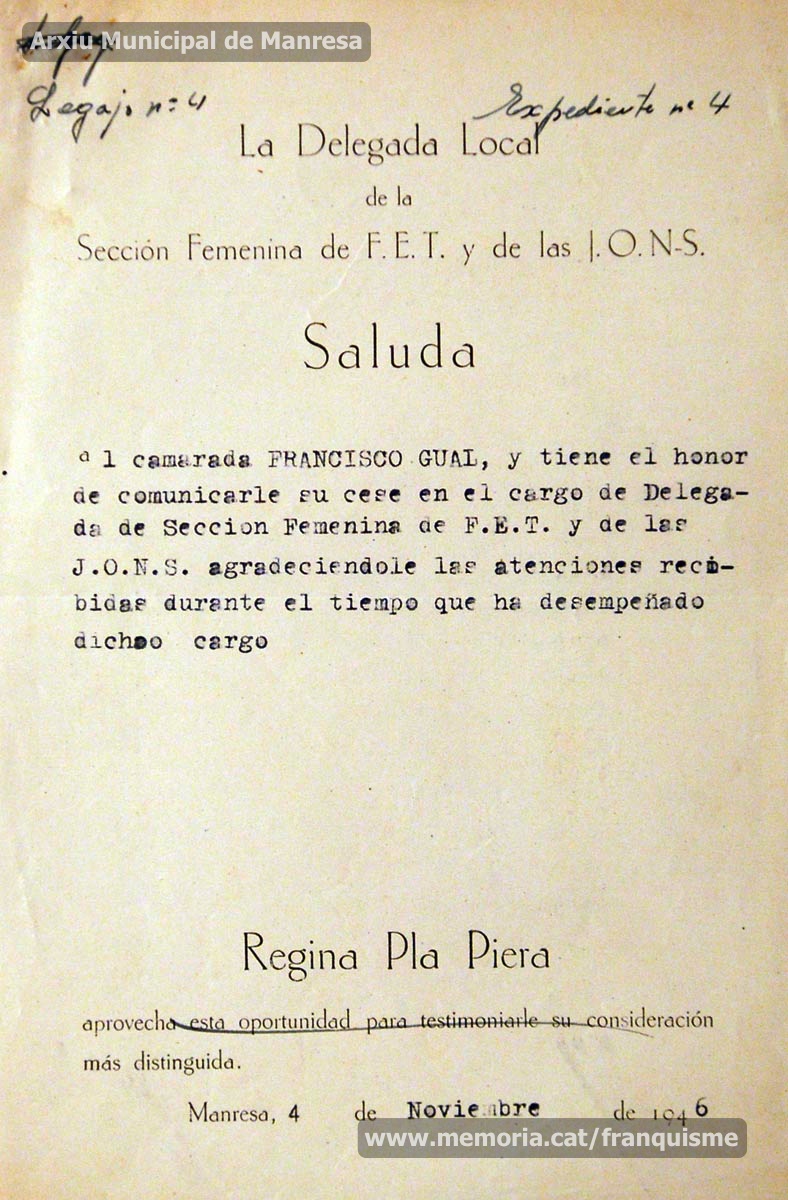 Arxiu Municipal de Manresa
Legajo nº 4
Expediente nº 4
La Delegada Local
de la
Sección Femenina de F.E.T. y de las J.O.N-S.
Saluda
a l camarada FRANCISCO GUAL, y tiene el honor
de comunicarle su cese en el cargo de Delega-
da de Seccion Femenina de F.E.T. y de las
J.O.N.S. agradeciendole las atenciones reci-
bidas durante el tiempo que ha desempeñado
dichao cargo
Regina Pla Piera
aprovecha esta oportunidad para testimoniarle su consideración
más distinguida.
Manresa, 4 de Noviembre de 1946
www.memoria.cat/franquisme